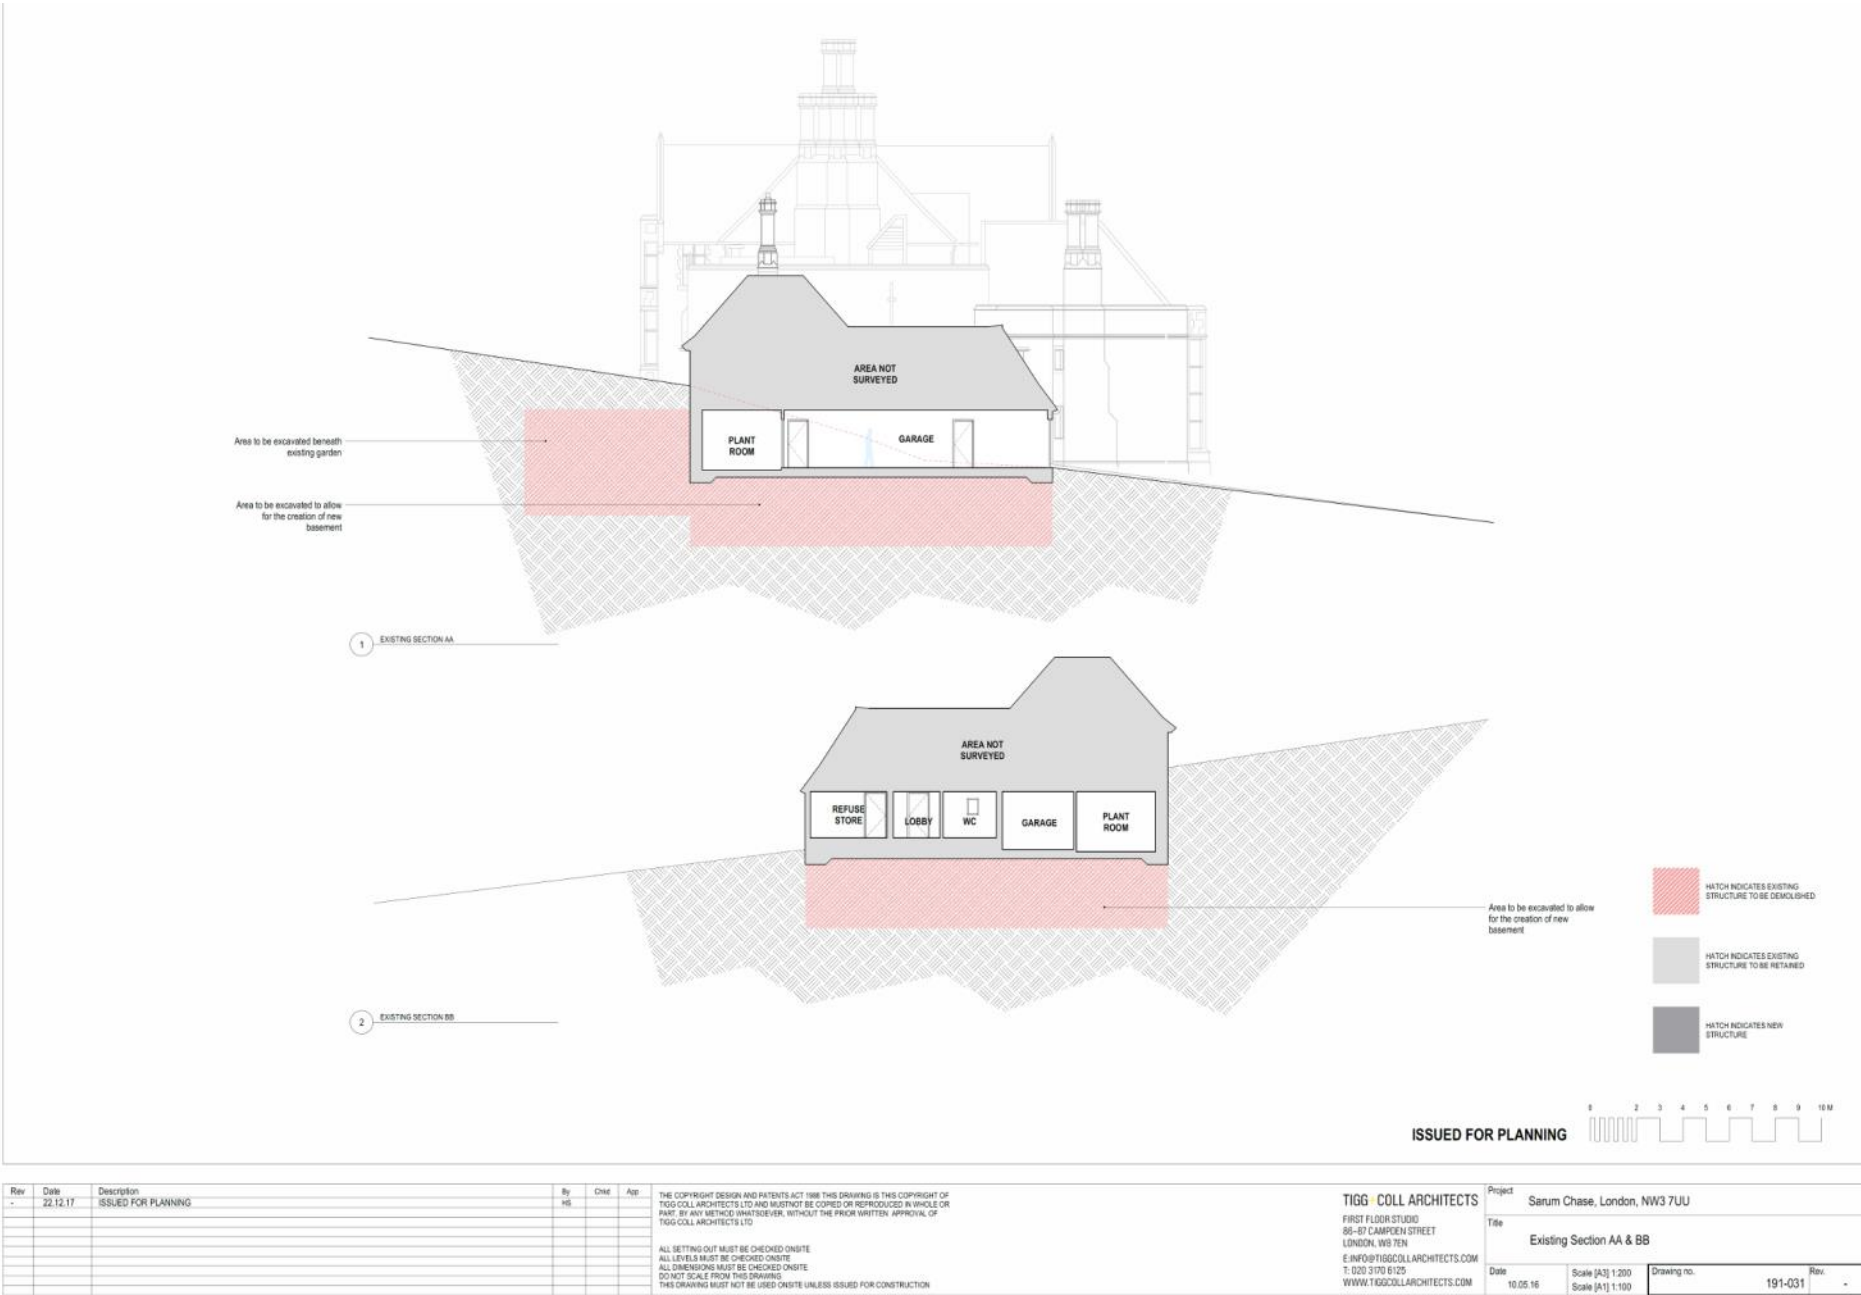 AREA NOT
SURVEYED
PLANT
ROOM
GARAGE
Area to be excavated beneath
existing garden
Area to be excavated to allow
for the creation of new
basement
1
EXISTING SECTION AA
AREA NOT
SURVEYED
REFUSE
STORE
LOBBY
WC
GARAGE
PLANT
ROOM
Area to be excavated to allow
for the creation of new
basement
2
EXISTING SECTION BB
HATCH INDICATES EXISTING
STRUCTURE TO BE DEMOLISHED
HATCH INDICATES EXISTING
STRUCTURE TO BE RETAINED
HATCH INDICATES NEW
STRUCTURE
ISSUED FOR PLANNING
0 2 3 4 5 6 7 8 9 10 M
Rev Date Description By Chkd App
- 22.12.17 ISSUED FOR PLANNING HS
THE COPYRIGHT DESIGN AND PATENTS ACT 1988 THIS DRAWING IS THIS COPYRIGHT OF
TIGG COLL ARCHITECTS LTD AND MUSTNOT BE COPIED OR REPRODUCED IN WHOLE OR
PART, BY ANY METHOD WHATSOEVER, WITHOUT THE PRIOR WRITTEN APPROVAL OF
TIGG COLL ARCHITECTS LTD
ALL SETTING OUT MUST BE CHECKED ONSITE
ALL LEVELS MUST BE CHECKED ONSITE
ALL DIMENSIONS MUST BE CHECKED ONSITE
DO NOT SCALE FROM THIS DRAWING
THIS DRAWING MUST NOT BE USED ONSITE UNLESS ISSUED FOR CONSTRUCTION
TIGG+COLL ARCHITECTS
FIRST FLOOR STUDIO
86-87 CAMPDEN STREET
LONDON, W8 7EN
E:INFO@TIGGCOLLARCHITECTS.COM
T: 020 3170 6125
WWW.TIGGCOLLARCHITECTS.COM
Project
Sarum Chase, London, NW3 7UU
Title
Existing Section AA & BB
Date
10.05.16
Scale [A3] 1:200
Scale [A1] 1:100
Drawing no.
191-031
Rev.
-